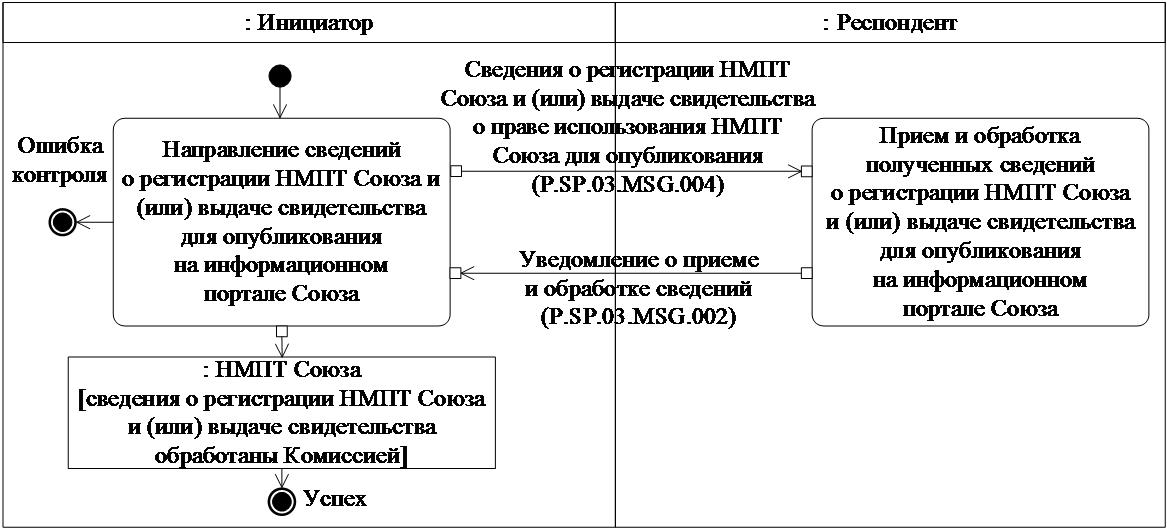 : Инициатор
: Респондент
Ошибка
контроля
Направление сведений
о регистрации НМПТ Союза и
(или) выдаче свидетельства
для опубликования
на информационном
портале Союза
Сведения о регистрации НМПТ
Союза и (или) выдаче свидетельства
о праве использования НМПТ
Союза для опубликования
(P.SP.03.MSG.004)
Прием и обработка
полученных сведений
о регистрации НМПТ Союза
и (или) выдаче свидетельства
для опубликования
на информационном
портале Союза
Уведомление о приеме
и обработке сведений
(P.SP.03.MSG.002)
: НМПТ Союза
[сведения о регистрации НМПТ Союза
и (или) выдаче свидетельства
обработаны Комиссией]
Успех